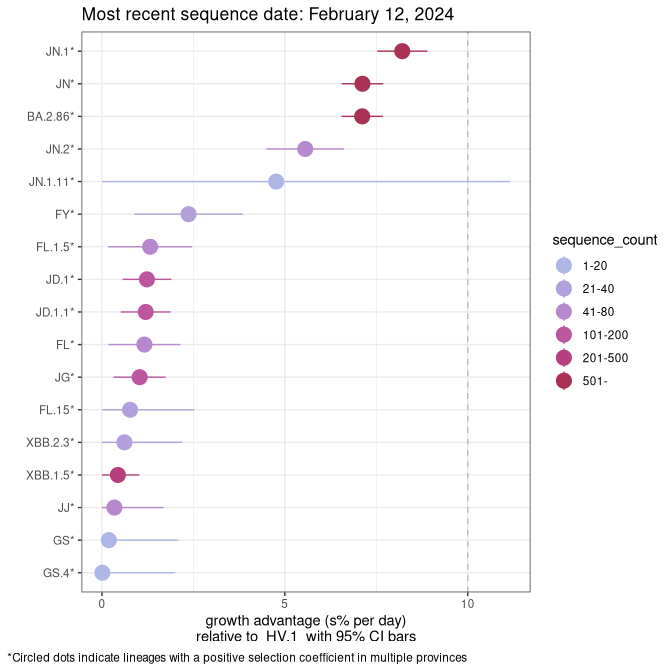 Most recent sequence date: February 12, 2024
JN.1*
JN*
BA.2.86*
JN.2*
JN.1.11*
FY*
FL.1.5*
JD.1*
JD.1.1*
FL*
JG*
FL.15*
XBB.2.3*
XBB.1.5*
JJ*
GS*
GS.4*
0 5 10
growth advantage (s% per day)
relative to HV.1 with 95% CI bars
*Circled dots indicate lineages with a positive selection coefficient in multiple provinces
sequence_count
1-20
21-40
41-80
101-200
201-500
501-